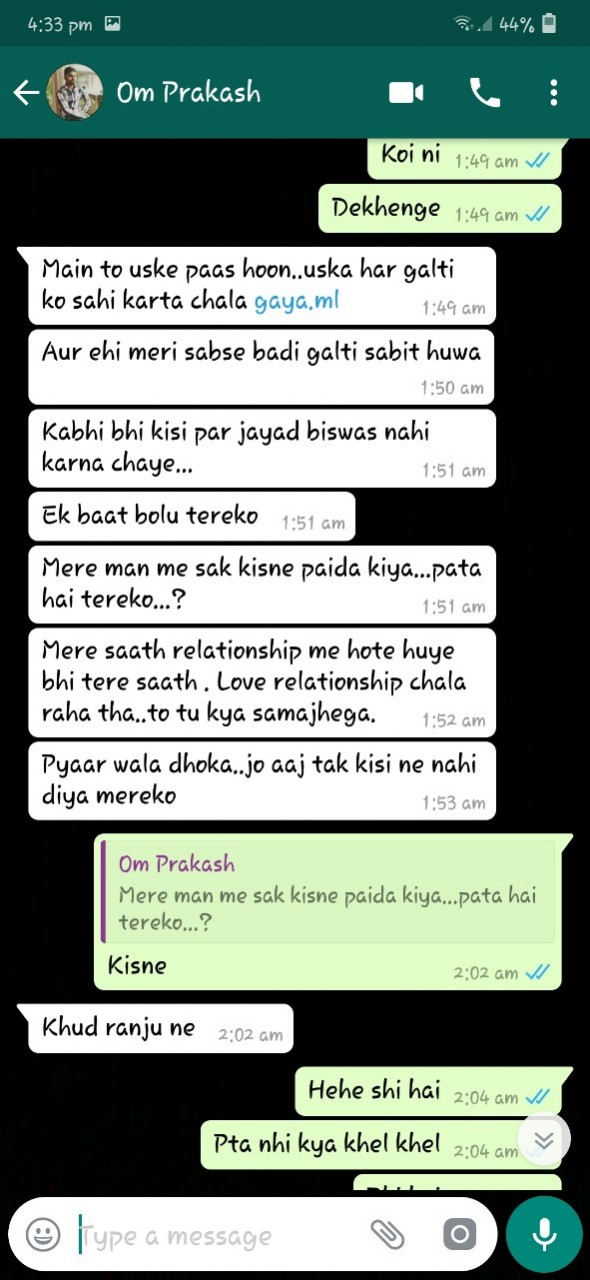 4:33 pm 44%
Om Prakash
Koi ni 1:49 am
Dekhenge 1:49 am
Main to uske paas hoon..uska har galti
ko sahi karta chala gaya.ml 1:49 am
Aur ehi meri sabse badi galti sabit huwa
1:50 am
Kabhi bhi kisi par jayad biswas nahi
karna chaye... 1:51 am
Ek baat bolu tereko 1:51 am
Mere man me sak kisne paida kiya...pata
hai tereko...? 1:51 am
Mere saath relationship me hote huye
bhi tere saath . Love relationship chala
raha tha..to tu kya samajhega. 1:52 am
Pyaar wala dhoka..jo aaj tak kisi ne nahi
diya mereko 1:53 am
Om Prakash
Mere man me sak kisne paida kiya...pata hai
tereko...?
Kisne 2:02 am
Khud ranju ne 2:02 am
Hehe shi hai 2:04 am
Pta nhi kya khel khel 2:04 am
Type a message